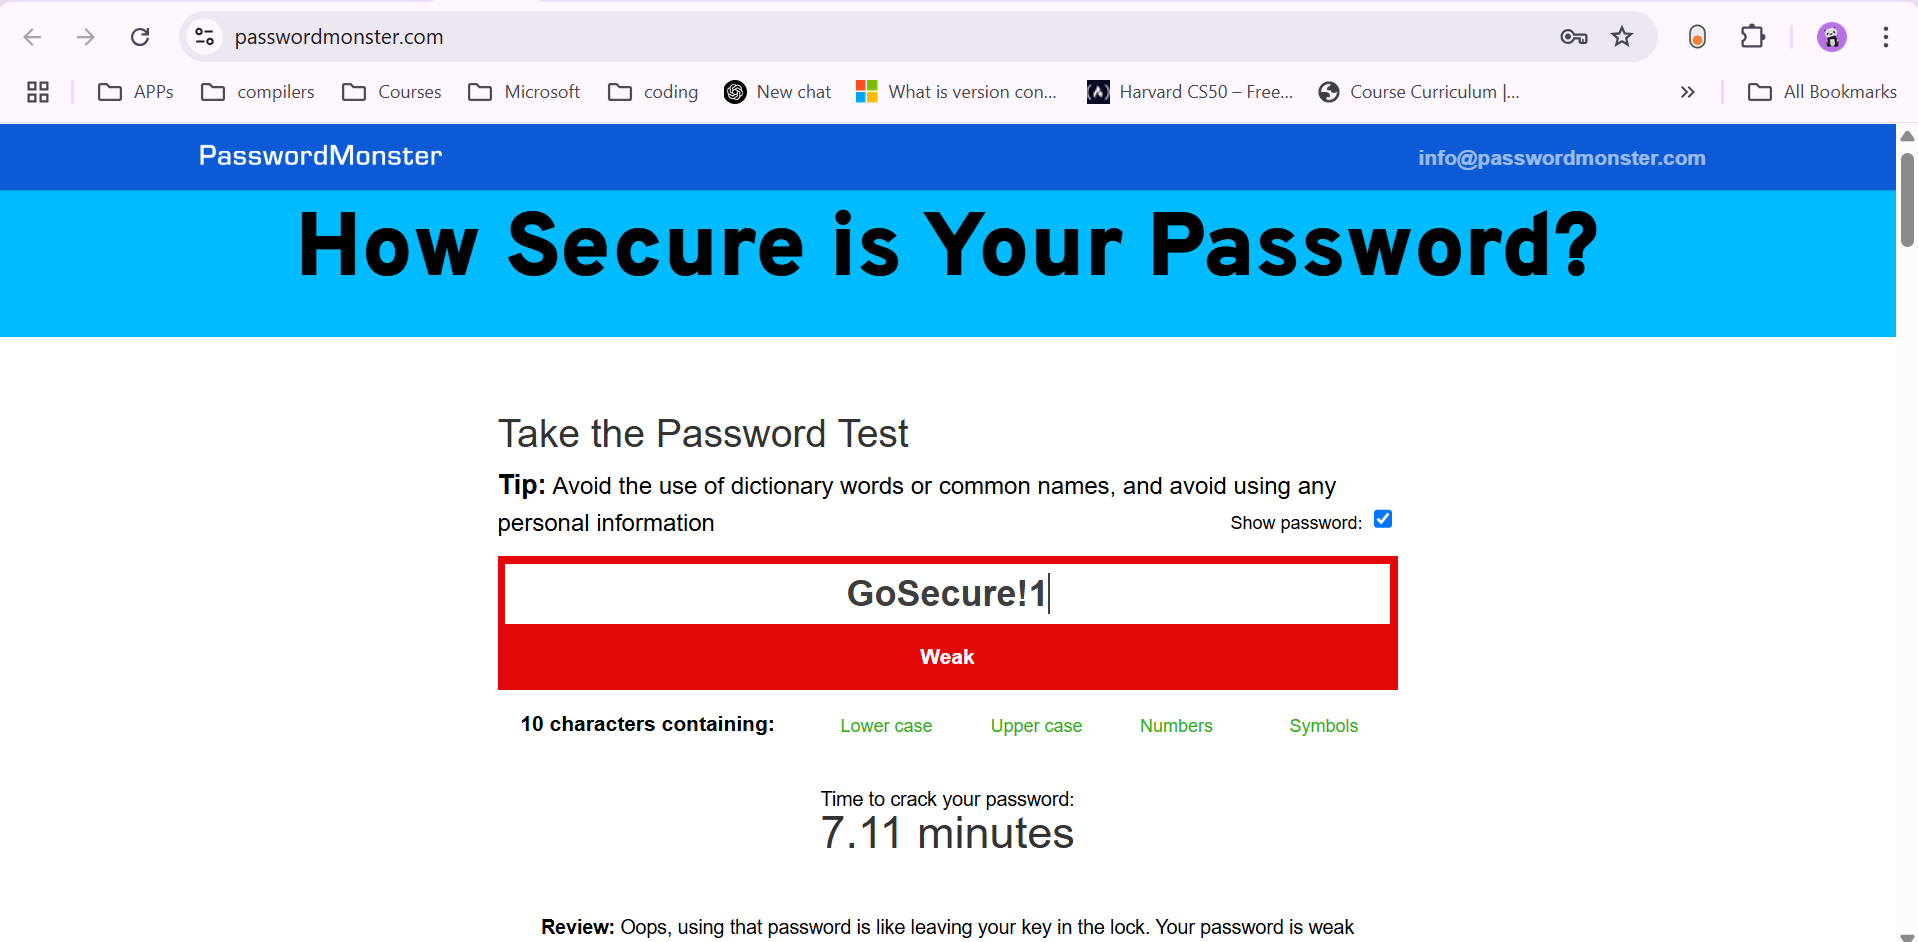 passwordmonster.com
APPs compilers Courses Microsoft coding New chat What is version con... Harvard CS50 – Free... Course Curriculum |... » All Bookmarks
PasswordMonster info@passwordmonster.com
How Secure is Your Password?
Take the Password Test
Tip: Avoid the use of dictionary words or common names, and avoid using any
personal information
Show password:
GoSecure!1
Weak
10 characters containing: Lower case Upper case Numbers Symbols
Time to crack your password:
7.11 minutes
Review: Oops, using that password is like leaving your key in the lock. Your password is weak